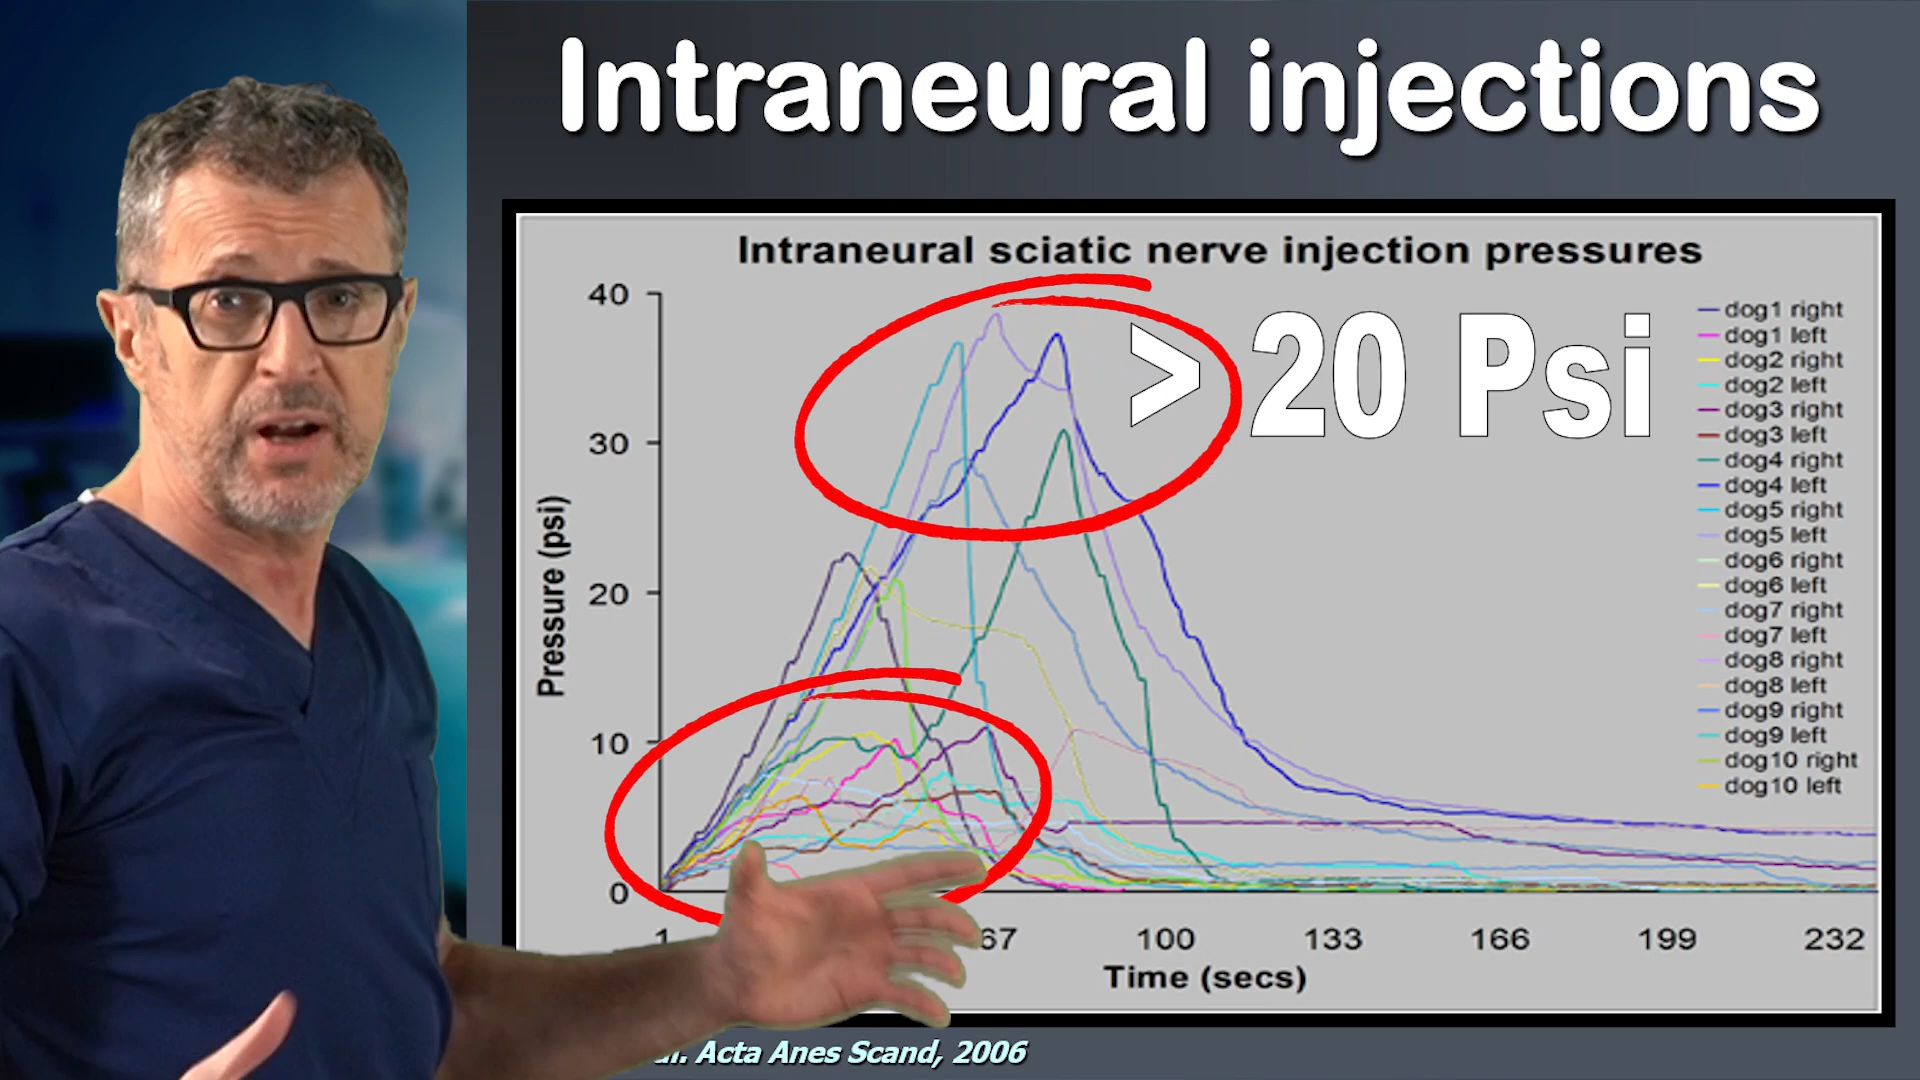 Intraneural injections
Intraneural sciatic nerve injection pressures
> 20 Psi
40
30
20
10
0
Pressure (psi)
dog1 right
dog1 left
dog2 right
dog2 left
dog3 right
dog3 left
dog4 right
dog4 left
dog5 right
dog5 left
dog6 right
dog6 left
dog7 right
dog7 left
dog8 right
dog8 left
dog9 right
dog9 left
dog10 right
dog10 left
1 67 100 133 166 199 232
Time (secs)
Acta Anes Scand, 2006